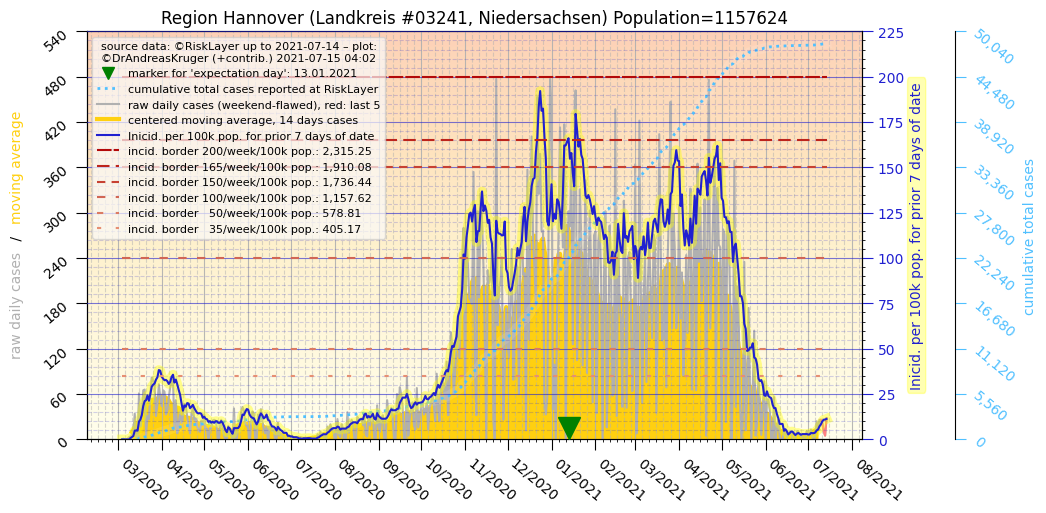 Region Hannover (Landkreis #03241, Niedersachsen) Population=1157624
source data: ©RiskLayer up to 2021-07-14 – plot:
©DrAndreasKruger (+contrib.) 2021-07-15 04:02
marker for 'expectation day': 13.01.2021
cumulative total cases reported at RiskLayer
raw daily cases (weekend-flawed), red: last 5
centered moving average, 14 days cases
Inicid. per 100k pop. for prior 7 days of date
incid. border 200/week/100k pop.: 2,315.25
incid. border 165/week/100k pop.: 1,910.08
incid. border 150/week/100k pop.: 1,736.44
incid. border 100/week/100k pop.: 1,157.62
incid. border   50/week/100k pop.: 578.81
incid. border   35/week/100k pop.: 405.17
raw daily cases   /   moving average
540
480
420
360
300
240
180
120
60
0
03/2020
04/2020
05/2020
06/2020
07/2020
08/2020
09/2020
10/2020
11/2020
12/2020
01/2021
02/2021
03/2021
04/2021
05/2021
06/2021
07/2021
08/2021
225
200
175
150
125
100
75
50
25
0
Inicid. per 100k pop. for prior 7 days of date
50,040
44,480
38,920
33,360
27,800
22,240
16,680
11,120
5,560
0
cumulative total cases